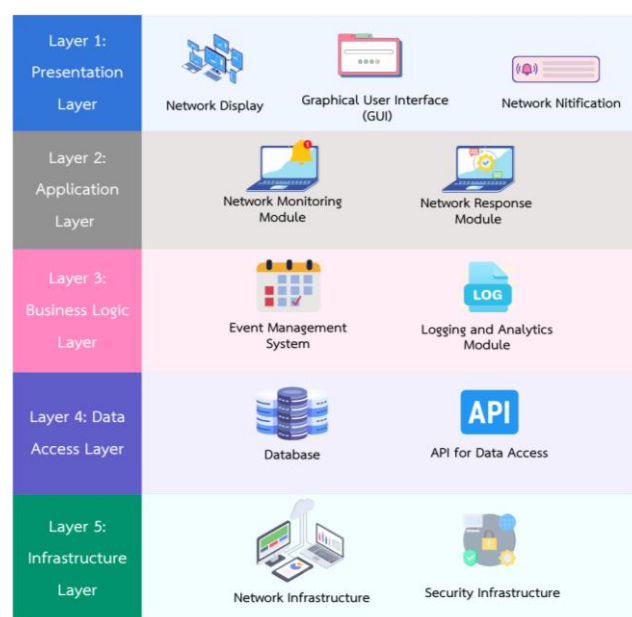 Layer 1:
Presentation
Layer
Network Display
Graphical User Interface
(GUI)
Network Nitification
Layer 2:
Application
Layer
Network Monitoring
Module
Network Response
Module
Layer 3:
Business Logic
Layer
Event Management
System
LOG
Logging and Analytics
Module
Layer 4: Data
Access Layer
Database
API
API for Data Access
Layer 5:
Infrastructure
Layer
Network Infrastructure
Security Infrastructure